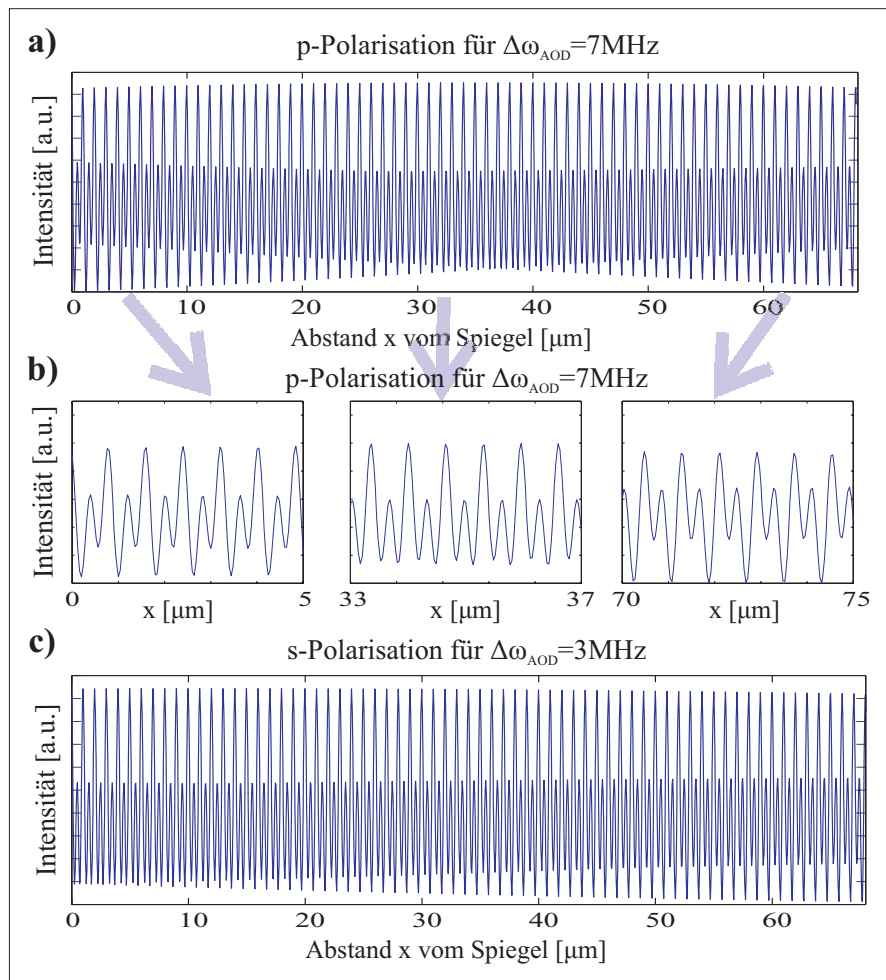 a)
p-Polarisation für Δω_AOD=7MHz
Intensität [a.u.]
0 10 20 30 40 50 60
Abstand x vom Spiegel [μm]
b)
p-Polarisation für Δω_AOD=7MHz
Intensität [a.u.]
0 5 33 37 70 75
x [μm] x [μm] x [μm]
c)
s-Polarisation für Δω_AOD=3MHz
Intensität [a.u.]
0 10 20 30 40 50 60
Abstand x vom Spiegel [μm]